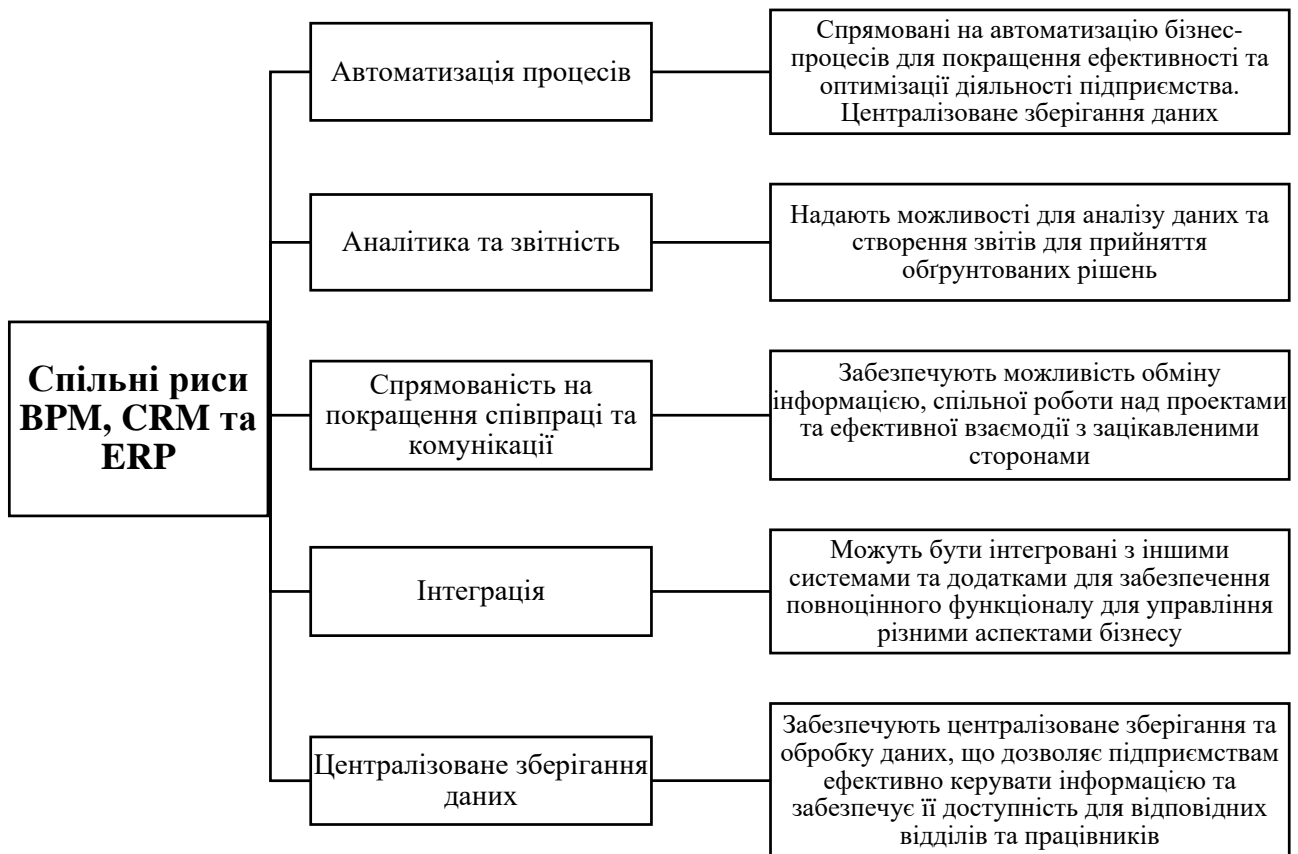 Автоматизація процесів
Спрямовані на автоматизацію бізнес-
процесів для покращення ефективності та
оптимізації діяльності підприємства.
Централізоване зберігання даних
Аналітика та звітність
Надають можливості для аналізу даних та
створення звітів для прийняття
обґрунтованих рішень
Спільні риси
BPM, CRM та
ERP
Спрямованість на
покращення співпраці та
комунікації
Забезпечують можливість обміну
інформацією, спільної роботи над проектами
та ефективної взаємодії з зацікавленими
сторонами
Інтеграція
Можуть бути інтегровані з іншими
системами та додатками для забезпечення
повноцінного функціоналу для управління
різними аспектами бізнесу
Централізоване зберігання
даних
Забезпечують централізоване зберігання та
обробку даних, що дозволяє підприємствам
ефективно керувати інформацією та
забезпечує її доступність для відповідних
відділів та працівників